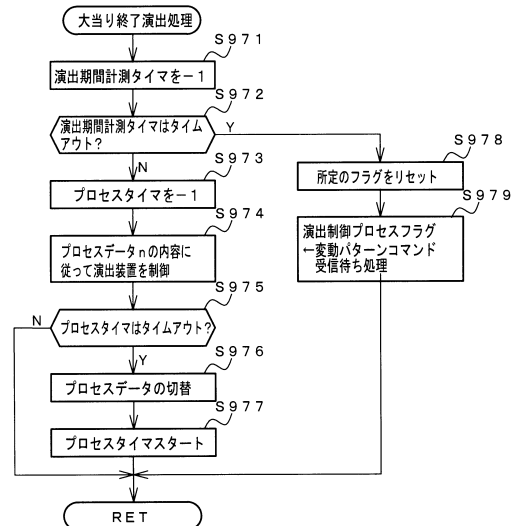 大当り終了演出処理
S971
演出期間計測タイマを－1
S972
演出期間計測タイマはタイム
アウト?
Y
N
S973
プロセスタイマを－1
S974
プロセスデータnの内容に
従って演出装置を制御
S975
プロセスタイマはタイムアウト?
N
Y
S976
プロセスデータの切替
S977
プロセスタイマスタート
S978
所定のフラグをリセット
S979
演出制御プロセスフラグ
←変動パターンコマンド
受信待ち処理
RET